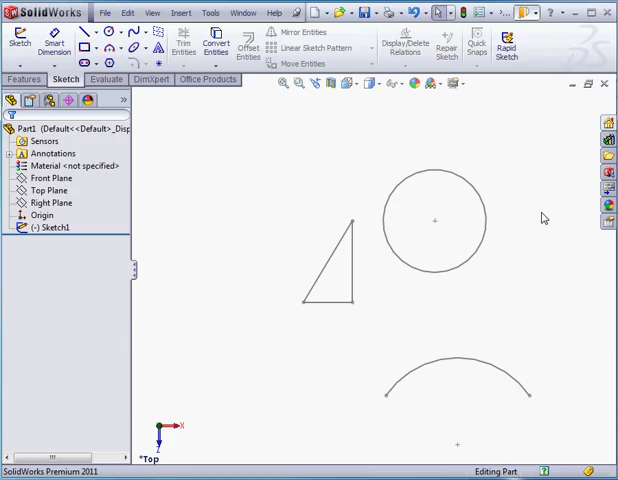 SolidWorks
File
Edit
View
Insert
Tools
Window
Help
Sketch
Smart
Dimension
Trim
Entities
Convert
Entities
Offset
Entities
Mirror Entities
Linear Sketch Pattern
Move Entities
Display/Delete
Relations
Repair
Sketch
Quick
Snaps
Rapid
Sketch
Features
Sketch
Evaluate
DimXpert
Office Products
Part1 (Default<<Default>_Disp
Sensors
Annotations
Material <not specified>
Front Plane
Top Plane
Right Plane
Origin
(-) Sketch1
X
Z
*Top
SolidWorks Premium 2011
Editing Part